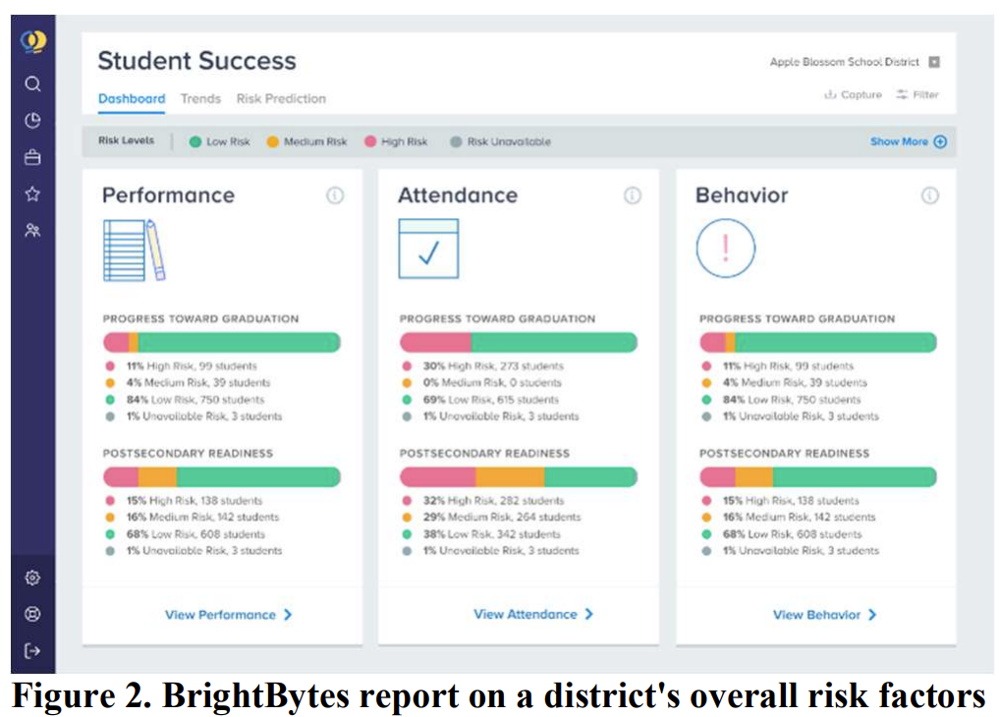 Student Success
Apple Blossom School District
Dashboard Trends Risk Prediction
Capture Filter
Risk Levels Low Risk Medium Risk High Risk Risk Unavailable Show More
Performance
PROGRESS TOWARD GRADUATION
11% High Risk, 99 students
4% Medium Risk, 39 students
84% Low Risk, 750 students
1% Unavailable Risk, 3 students
POSTSECONDARY READINESS
15% High Risk, 138 students
16% Medium Risk, 142 students
68% Low Risk, 608 students
1% Unavailable Risk, 3 students
View Performance
Attendance
PROGRESS TOWARD GRADUATION
30% High Risk, 273 students
0% Medium Risk, 0 students
69% Low Risk, 615 students
1% Unavailable Risk, 3 students
POSTSECONDARY READINESS
32% High Risk, 282 students
29% Medium Risk, 264 students
38% Low Risk, 342 students
1% Unavailable Risk, 3 students
View Attendance
Behavior
!
PROGRESS TOWARD GRADUATION
11% High Risk, 99 students
4% Medium Risk, 39 students
84% Low Risk, 750 students
1% Unavailable Risk, 3 students
POSTSECONDARY READINESS
15% High Risk, 138 students
16% Medium Risk, 142 students
68% Low Risk, 608 students
1% Unavailable Risk, 3 students
View Behavior
Figure 2. BrightBytes report on a district's overall risk factors